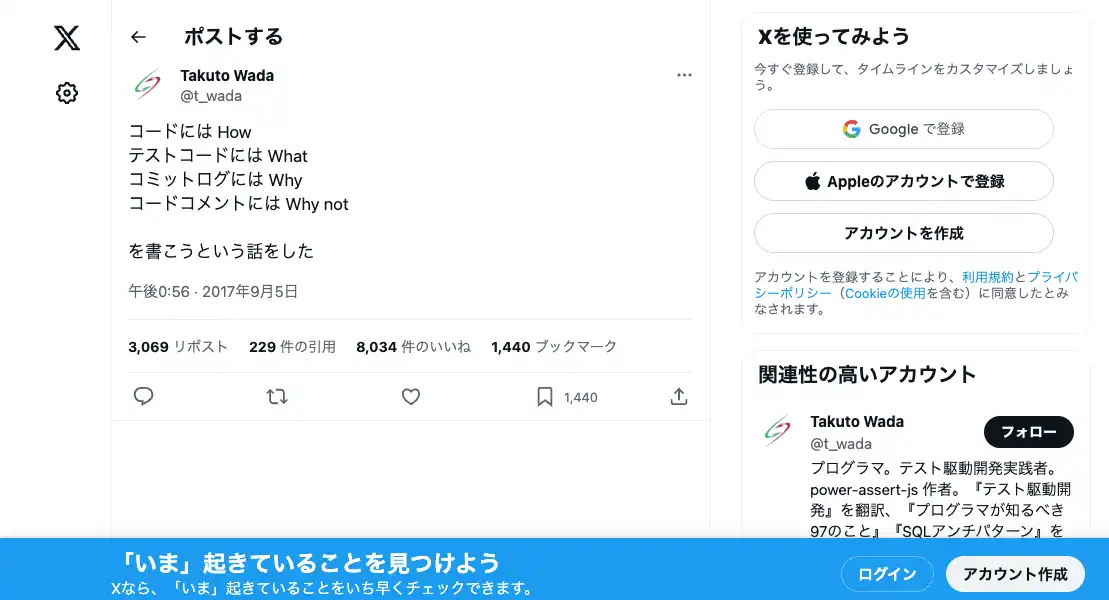 ポストする
Takuto Wada
@t_wada
コードには How
テストコードには What
コミットログには Why
コードコメントには Why not
を書こうという話をした
午後0:56 · 2017年9月5日
3,069 リポスト 229 件の引用 8,034 件のいいね 1,440 ブックマーク
1,440
Xを使ってみよう
今すぐ登録して、タイムラインをカスタマイズしましょ
う。
Google で登録
Appleのアカウントで登録
アカウントを作成
アカウントを登録することにより、利用規約とプライバ
シーポリシー（Cookieの使用を含む）に同意したとみ
なされます。
関連性の高いアカウント
Takuto Wada
@t_wada
フォロー
プログラマ。テスト駆動開発実践者。
power-assert-js 作者。『テスト駆動開
発』を翻訳、『プログラマが知るべき
97のこと』『SQLアンチパターン』を
「いま」起きていることを見つけよう
Xなら、「いま」起きていることをいち早くチェックできます。
ログイン
アカウント作成